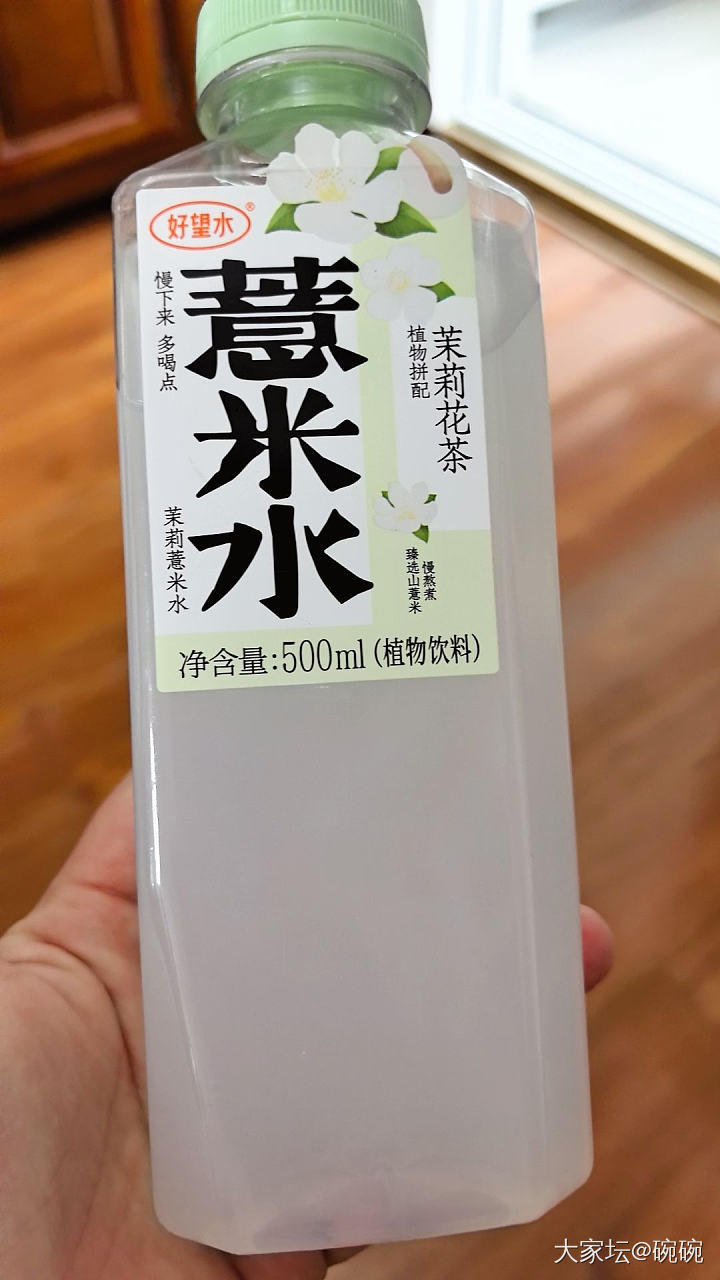 好望水®
慢下来 多喝点
薏米水
茉莉薏米水
茉莉花茶
植物拼配
慢熬煮
臻选山薏米
净含量:500ml(植物饮料)
大家坛@碗碗